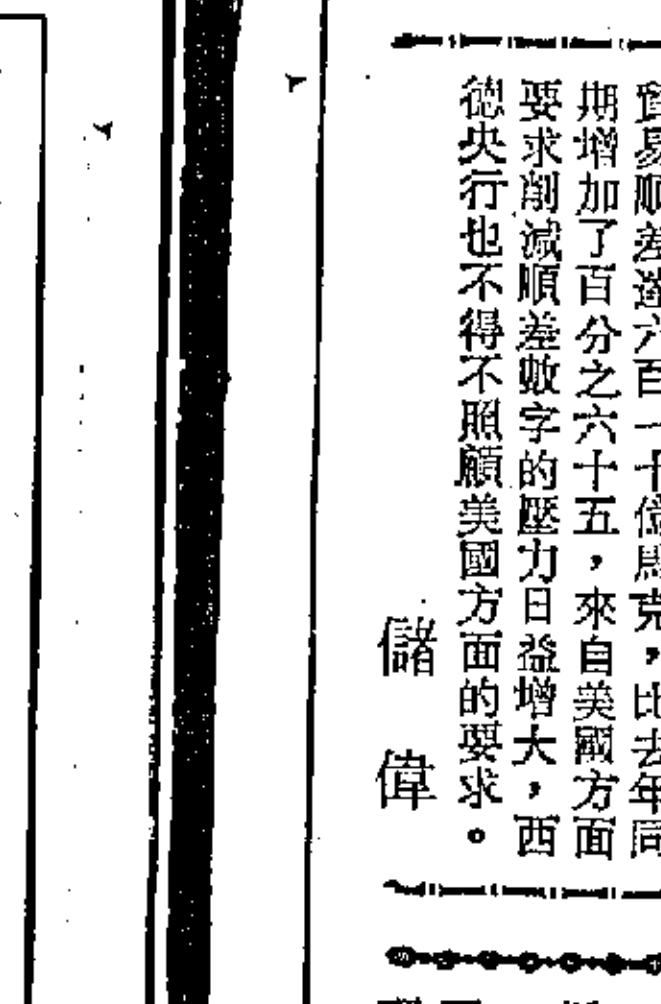 貿易順差達六百一十億馬克，比去年同
期增加了百分之六十五，來自美國方面
要求削減順差數字的壓力日益增大，西
德央行也不得不照顧美國方面的要求。
儲偉